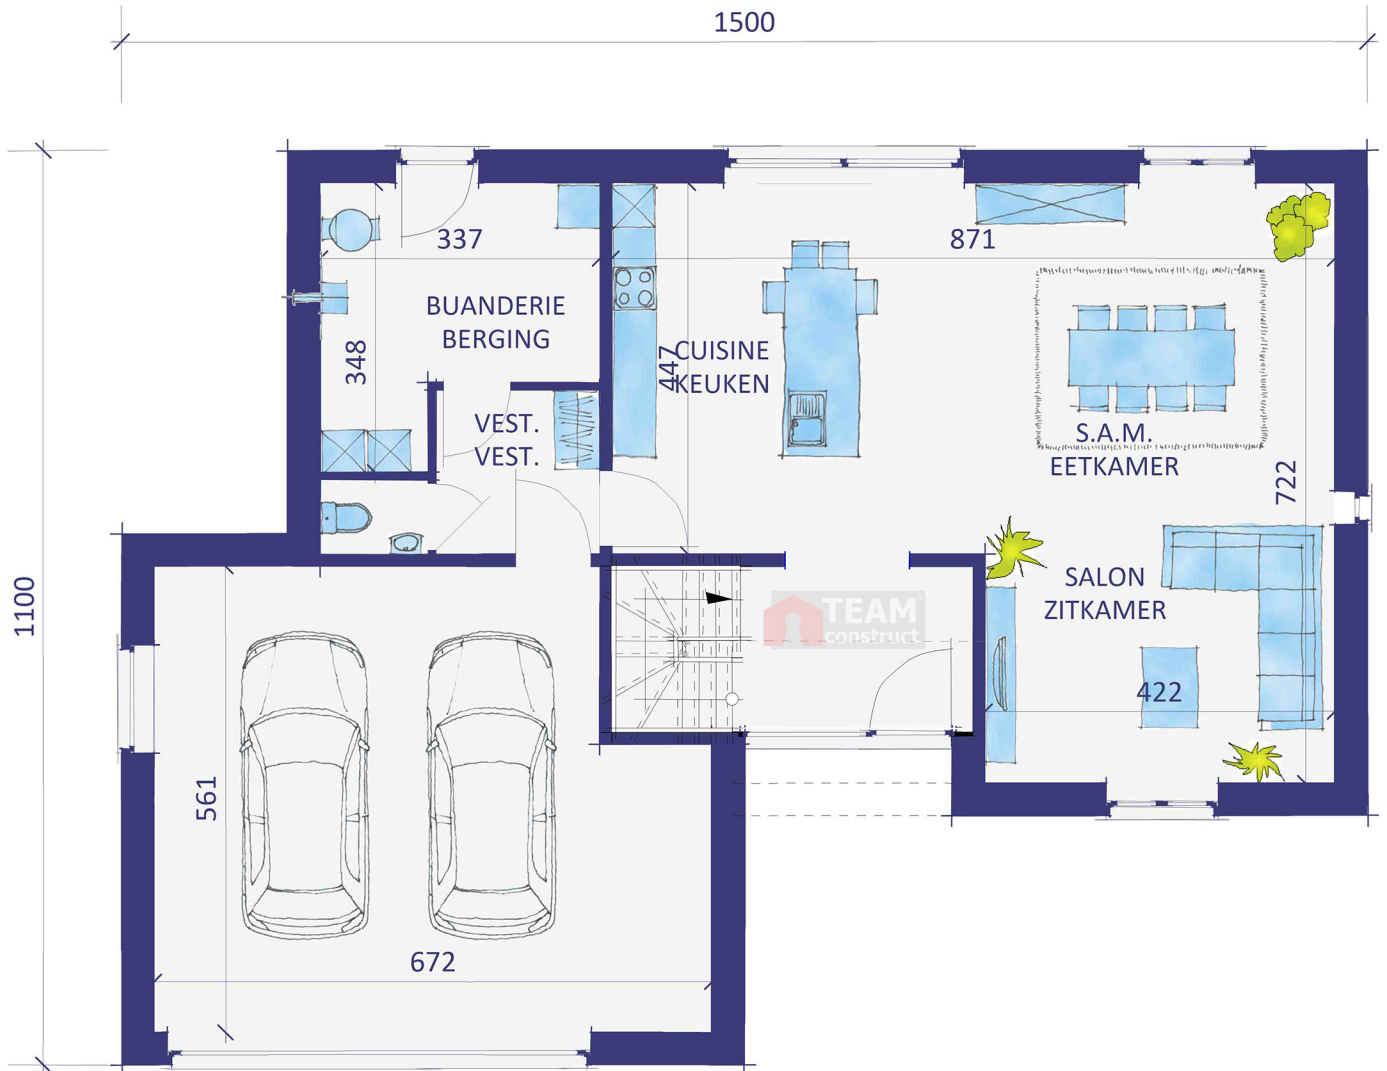 1500
337
871
BUANDERIE
BERGING
348
CUISINE
KEUKEN
447
VEST.
VEST.
S.A.M.
EETKAMER
722
SALON
ZITKAMER
1100
TEAM
construct
422
561
672